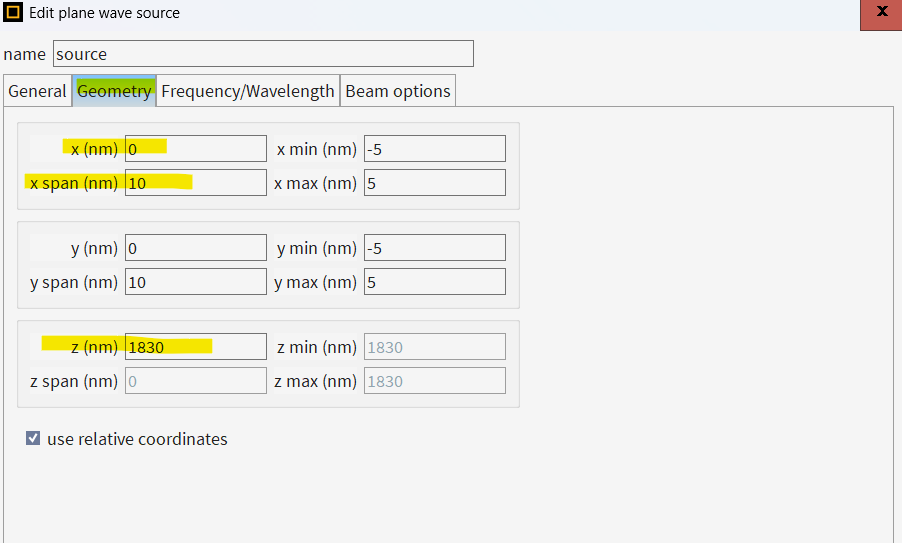 Edit plane wave source
x
name source
General Geometry Frequency/Wavelength Beam options
x (nm) 0 x min (nm) -5
x span (nm) 10 x max (nm) 5
y (nm) 0 y min (nm) -5
y span (nm) 10 y max (nm) 5
z (nm) 1830 z min (nm) 1830
z span (nm) 0 z max (nm) 1830
use relative coordinates